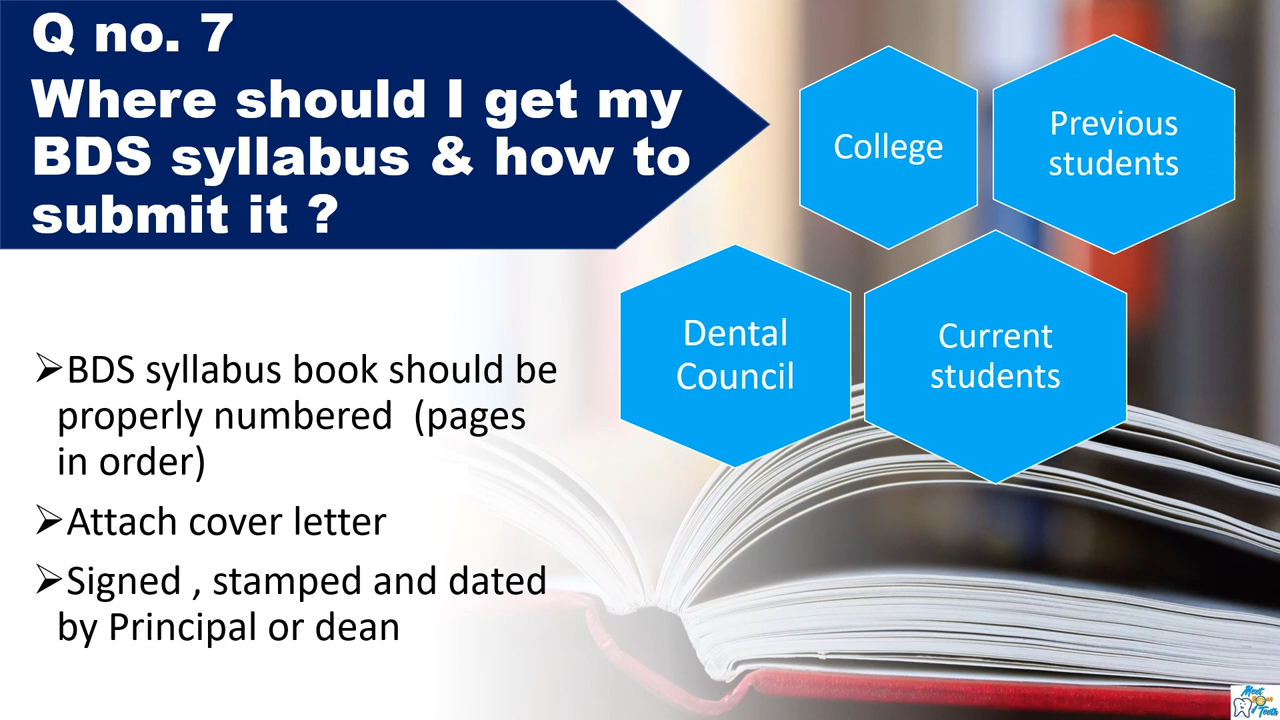 Q no. 7
Where should I get my
BDS syllabus & how to
submit it ?
College
Previous
students
Dental
Council
Current
students
➢BDS syllabus book should be
properly numbered  (pages
in order)
➢Attach cover letter
➢Signed , stamped and dated
by Principal or dean
Meet
Teeth